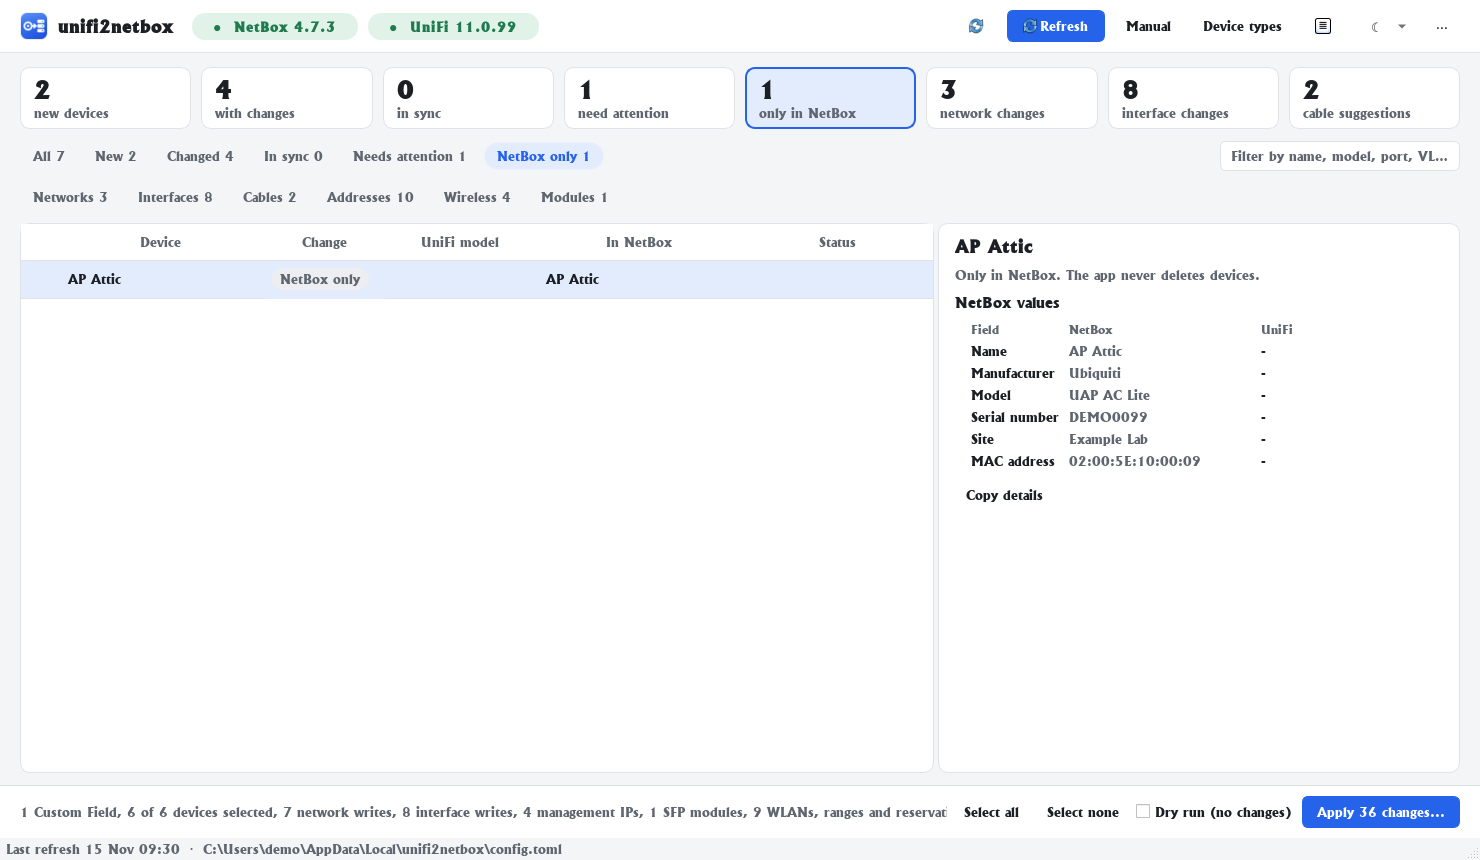 unifi2netbox
● NetBox 4.7.3
● UniFi 11.0.99
Refresh
Manual
Device types
...
2
new devices
4
with changes
0
in sync
1
need attention
1
only in NetBox
3
network changes
8
interface changes
2
cable suggestions
All 7
New 2
Changed 4
In sync 0
Needs attention 1
NetBox only 1
Filter by name, model, port, VL...
Networks 3
Interfaces 8
Cables 2
Addresses 10
Wireless 4
Modules 1
Device Change UniFi model In NetBox Status
AP Attic NetBox only AP Attic
AP Attic
Only in NetBox. The app never deletes devices.
NetBox values
Field NetBox UniFi
Name AP Attic -
Manufacturer Ubiquiti -
Model UAP AC Lite -
Serial number DEMO0099 -
Site Example Lab -
MAC address 02:00:5E:10:00:09 -
Copy details
1 Custom Field, 6 of 6 devices selected, 7 network writes, 8 interface writes, 4 management IPs, 1 SFP modules, 9 WLANs, ranges and reservati
Select all
Select none
Dry run (no changes)
Apply 36 changes...
Last refresh 15 Nov 09:30 · C:\Users\demo\AppData\Local\unifi2netbox\config.toml